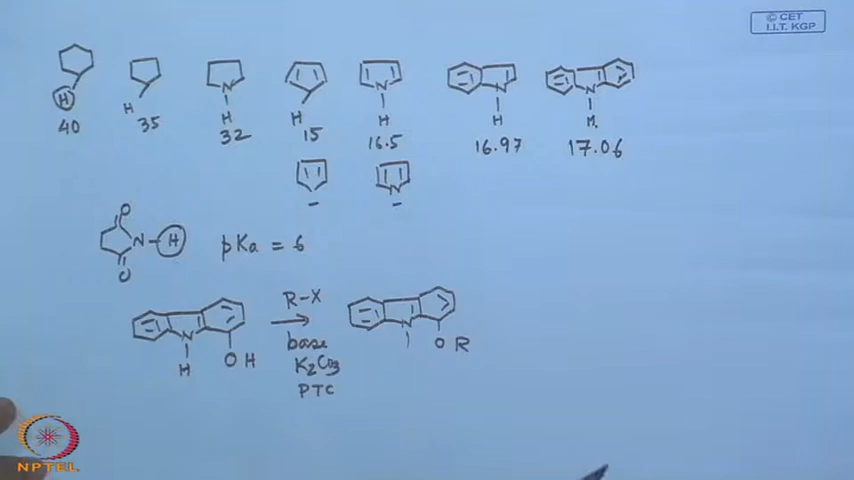 © CET
I.I.T. KGP
H H N H H N H N H N H
40 35 32 15 16.5 16.97 17.06
N
O
N H pKa = 6
O
R-X
N H OH base N OR
K2CO3
PTC
NPTEL